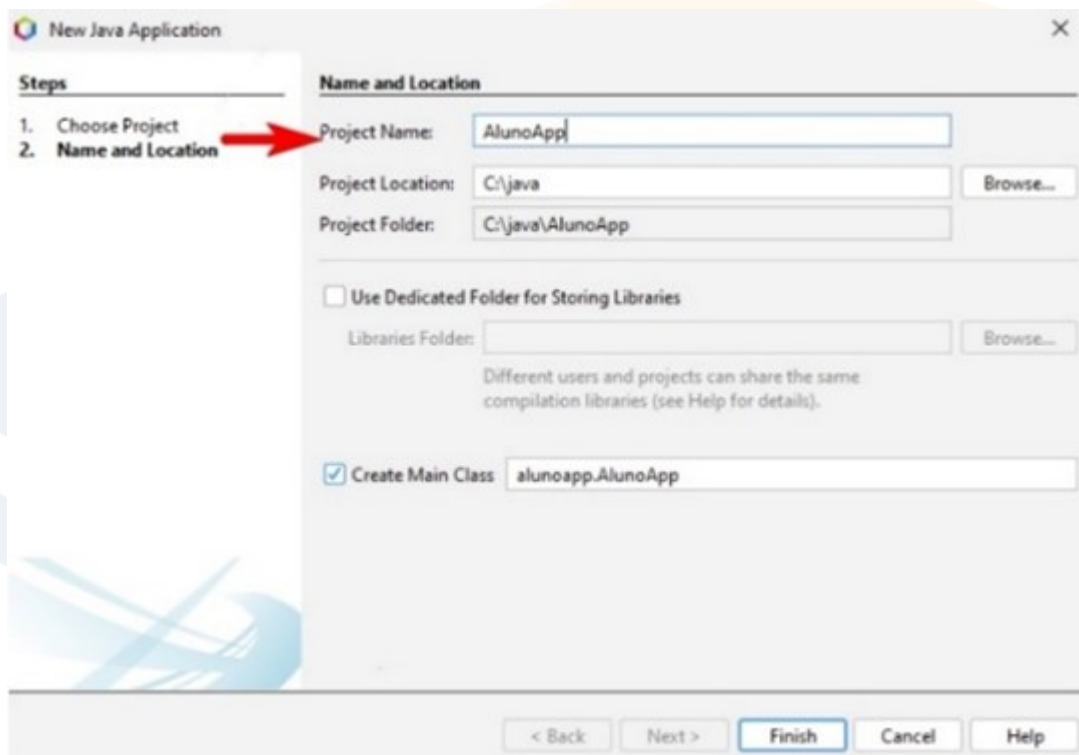 New Java Application
Steps
1. Choose Project
2. Name and Location
Name and Location
Project Name: AlunoApp
Project Location: C:\java Browse...
Project Folder: C:\java\AlunoApp
Use Dedicated Folder for Storing Libraries
Libraries Folder: Browse...
Different users and projects can share the same
compilation libraries (see Help for details).
Create Main Class alunoapp.AlunoApp
< Back Next > Finish Cancel Help